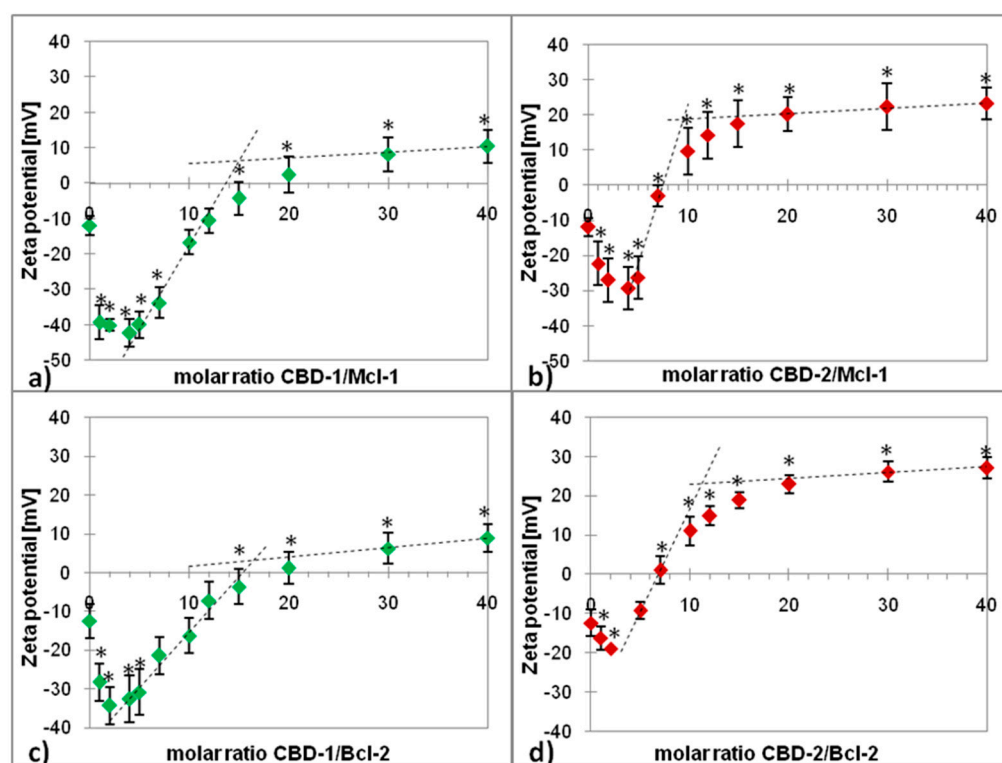 Zeta potential [mV]
40
30
20
10
0
-10
-20
-30
-40
-50
0 10 20 30 40
a)
molar ratio CBD-1/Mcl-1
Zeta potential [mV]
40
30
20
10
0
-10
-20
-30
-40
-50
0 10 20 30 40
b)
molar ratio CBD-2/Mcl-1
Zeta potential [mV]
40
30
20
10
0
-10
-20
-30
-40
0 10 20 30 40
c)
molar ratio CBD-1/Bcl-2
Zeta potential [mV]
40
30
20
10
0
-10
-20
-30
-40
0 10 20 30 40
d)
molar ratio CBD-2/Bcl-2